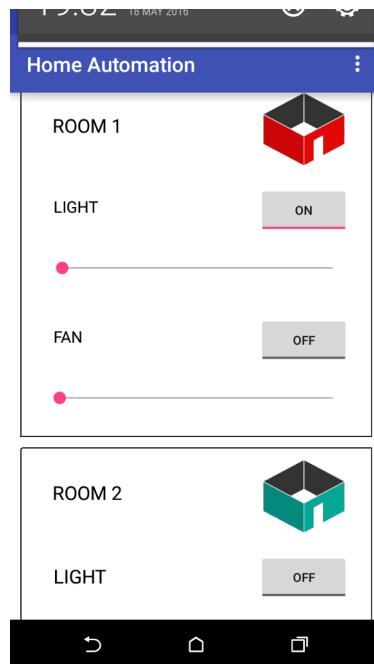 18 MAY 2016
Home Automation
ROOM 1
LIGHT
ON
FAN
OFF
ROOM 2
LIGHT
OFF